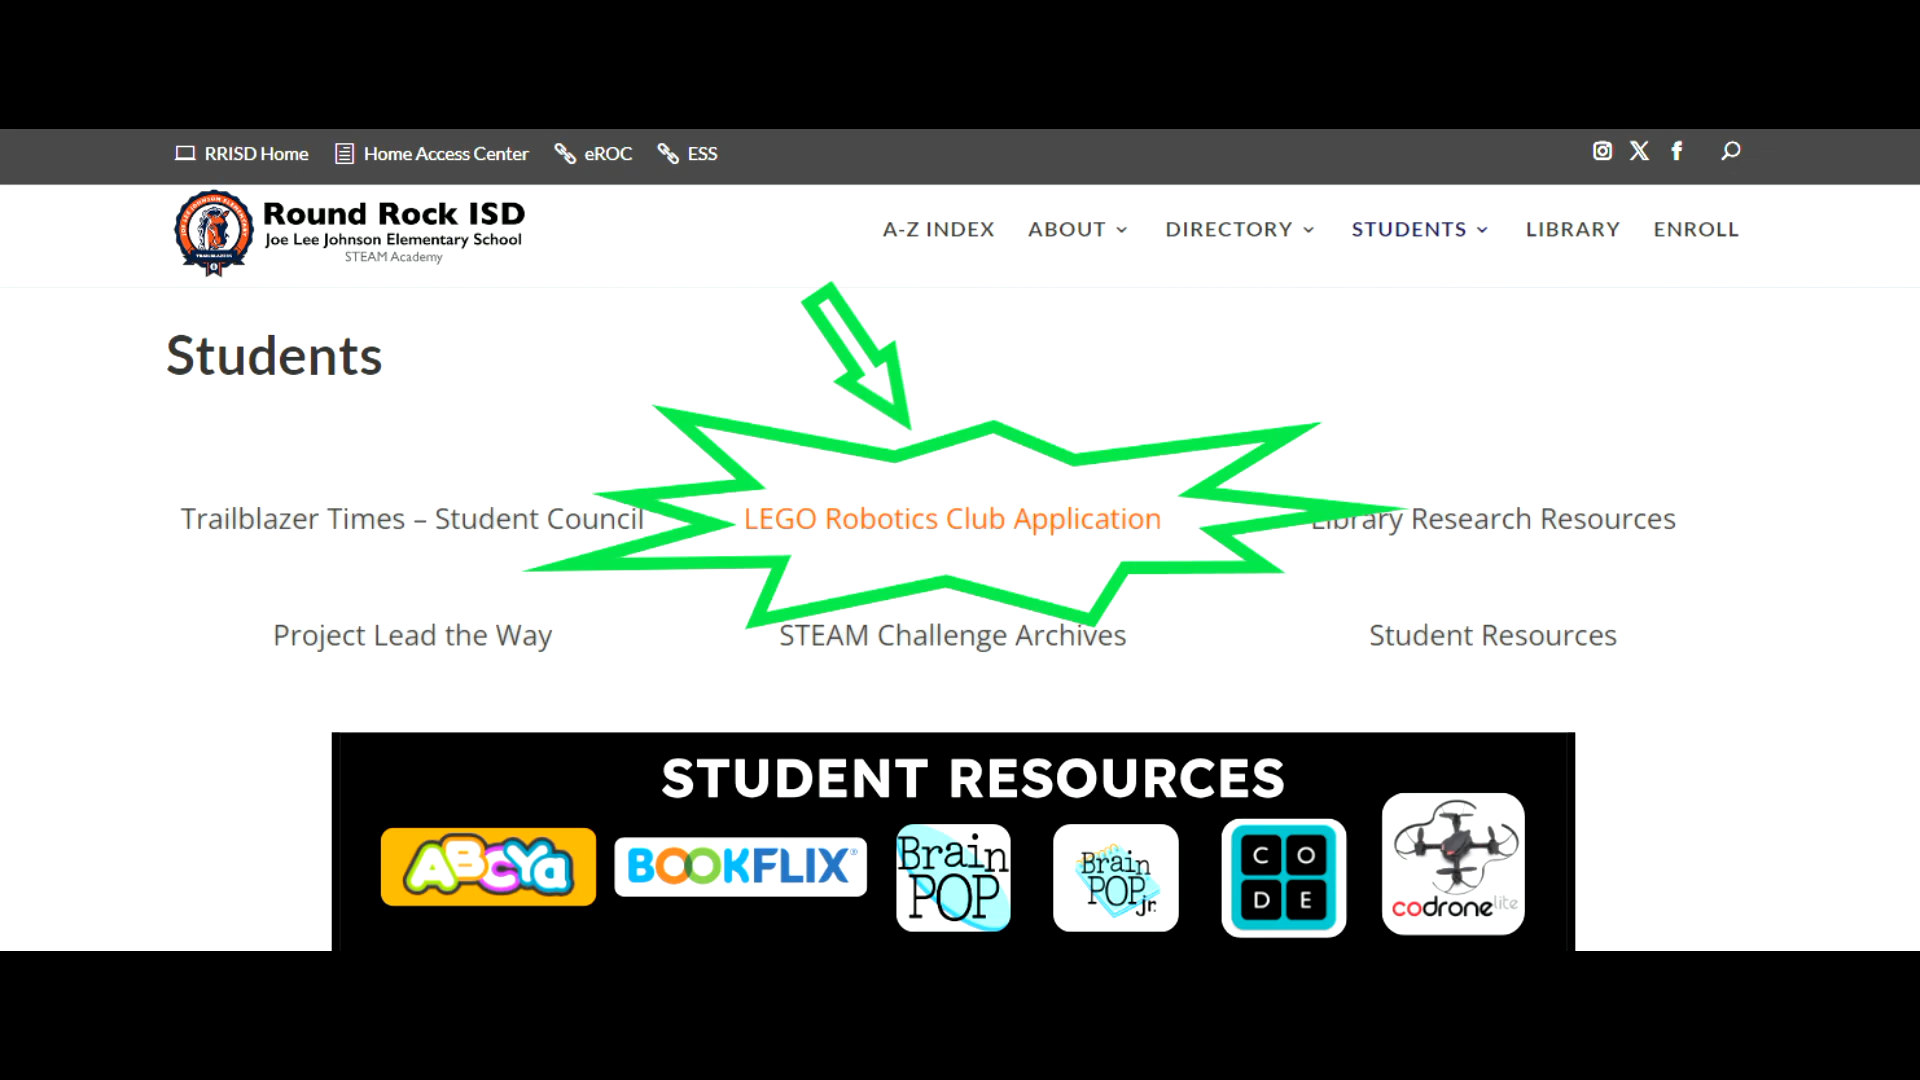 RRISD Home Home Access Center eROC ESS
Round Rock ISD
Joe Lee Johnson Elementary School
STEAM Academy
A-Z INDEX ABOUT DIRECTORY STUDENTS LIBRARY ENROLL
Students
Trailblazer Times – Student Council LEGO Robotics Club Application Library Research Resources
Project Lead the Way STEAM Challenge Archives Student Resources
STUDENT RESOURCES
ABCYa
BOOKFLIX®
Brain
POP
Brain
POP jr.
CO
DE
codrone lite